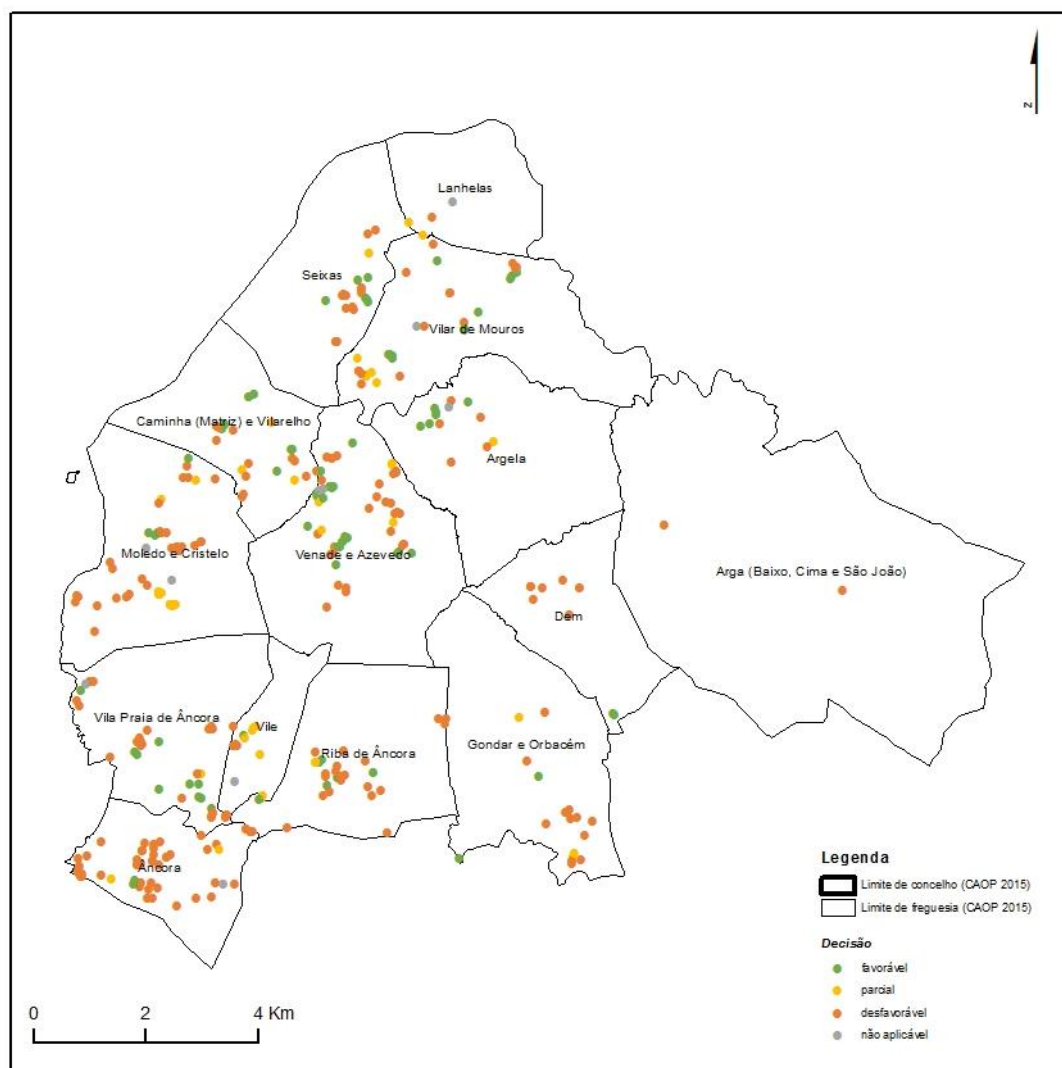 N
Lanhelas
Seixas
Vilar de Mouros
Caminha (Matriz) e Vilarelho
Argela
Moledo e Cristelo
Venade e Azevedo
Arga (Baixo, Cima e São João)
Dem
Vila Praia de Âncora
Vile
Riba de Âncora
Gondar e Orbacém
Âncora
Legenda
Limite de concelho (CAOP 2015)
Limite de freguesia (CAOP 2015)
Decisão
favorável
parcial
desfavorável
não aplicável
0 2 4 Km